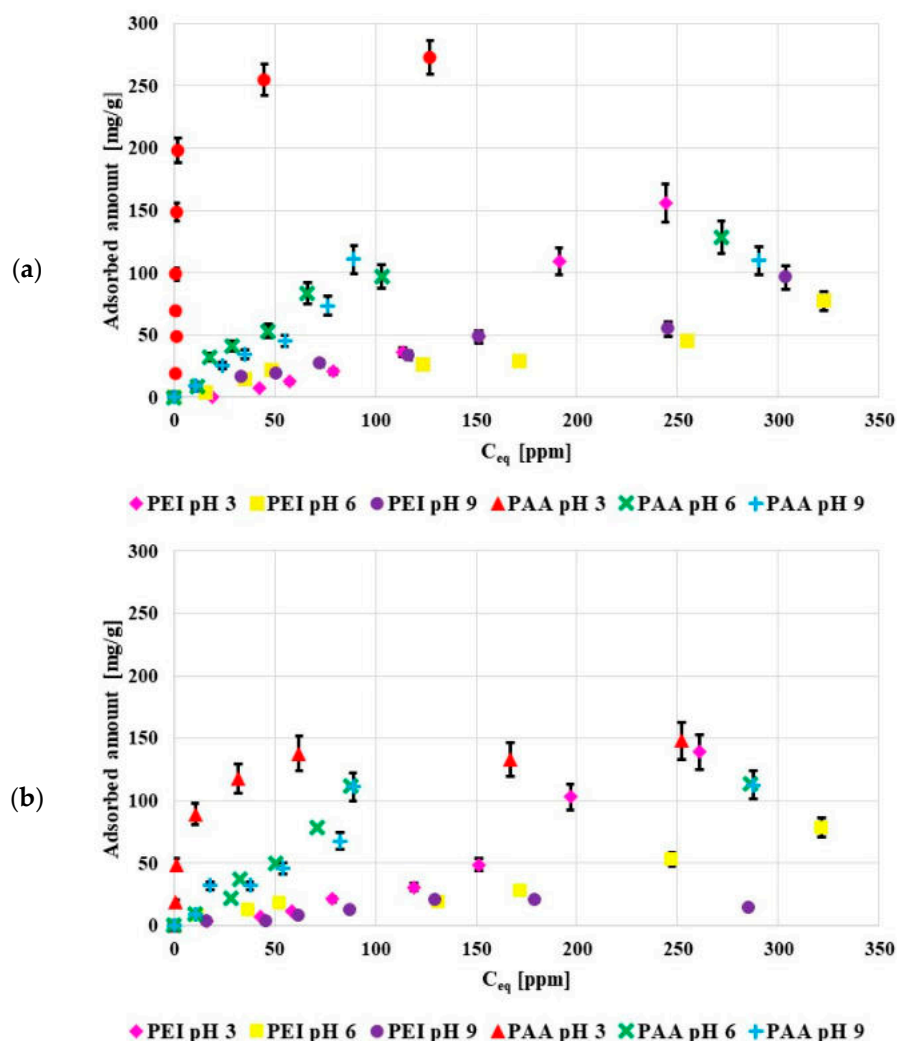 (a)
Adsorbed amount [mg/g]
300
250
200
150
100
50
0
0 50 100 150 200 250 300 350
Ceq [ppm]
PEI pH 3 PEI pH 6 PEI pH 9 PAA pH 3 PAA pH 6 PAA pH 9
(b)
Adsorbed amount [mg/g]
300
250
200
150
100
50
0
0 50 100 150 200 250 300 350
Ceq [ppm]
PEI pH 3 PEI pH 6 PEI pH 9 PAA pH 3 PAA pH 6 PAA pH 9